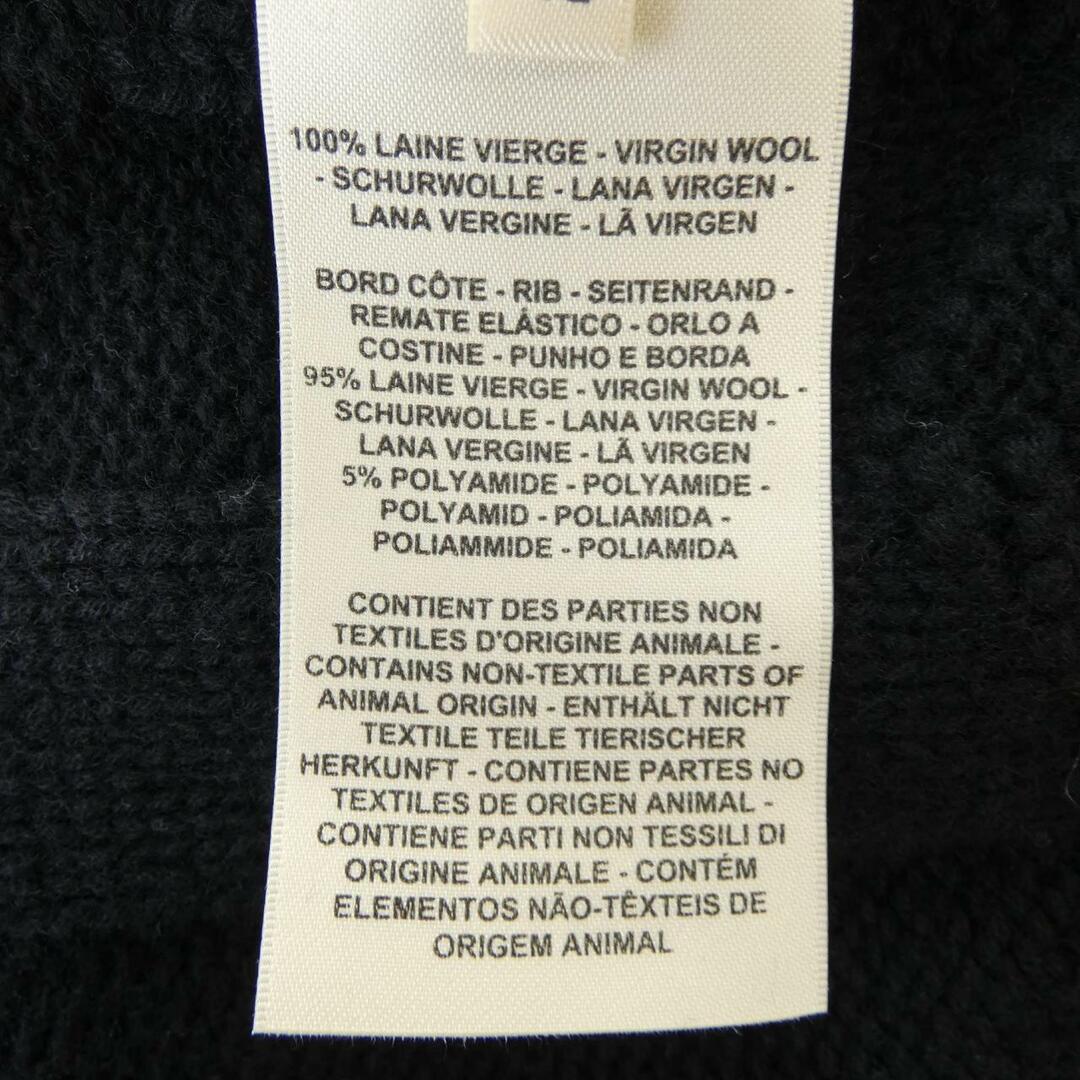 100% LAINE VIERGE - VIRGIN WOOL
- SCHURWOLLE - LANA VIRGEN -
LANA VERGINE - LÃ VIRGEN
BORD CÔTE - RIB - SEITENRAND -
REMATE ELÁSTICO - ORLO A
COSTINE - PUNHO E BORDA
95% LAINE VIERGE - VIRGIN WOOL -
SCHURWOLLE - LANA VIRGEN -
LANA VERGINE - LÃ VIRGEN
5% POLYAMIDE - POLYAMIDE -
POLYAMID - POLIAMIDA -
POLIAMMIDE - POLIAMIDA
CONTIENT DES PARTIES NON
TEXTILES D'ORIGINE ANIMALE -
CONTAINS NON-TEXTILE PARTS OF
ANIMAL ORIGIN - ENTHÄLT NICHT
TEXTILE TEILE TIERISCHER
HERKUNFT - CONTIENE PARTES NO
TEXTILES DE ORIGEN ANIMAL -
CONTIENE PARTI NON TESSILI DI
ORIGINE ANIMALE - CONTÉM
ELEMENTOS NÃO-TÊXTEIS DE
ORIGEM ANIMAL